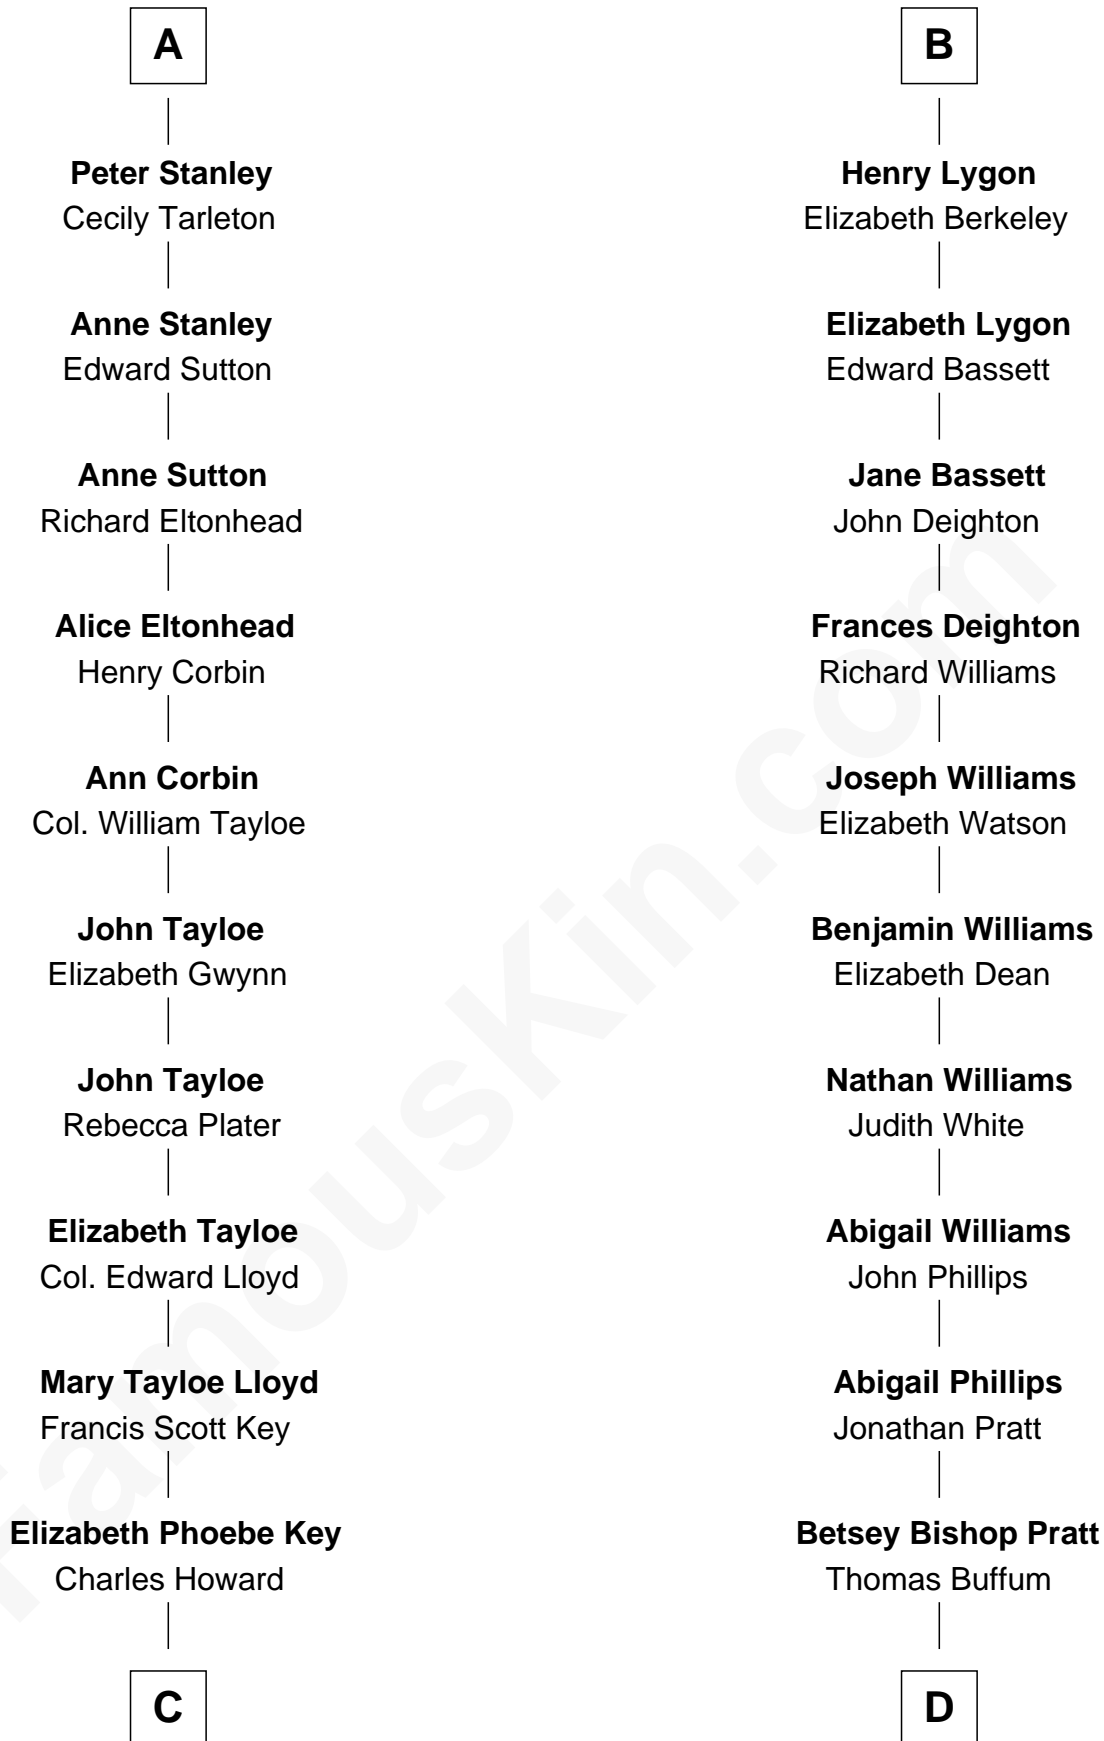 A
Peter Stanley
Cecily Tarleton
Anne Stanley
Edward Sutton
Anne Sutton
Richard Eltonhead
Alice Eltonhead
Henry Corbin
Ann Corbin
Col. William Tayloe
John Tayloe
Elizabeth Gwynn
John Tayloe
Rebecca Plater
Elizabeth Tayloe
Col. Edward Lloyd
Mary Tayloe Lloyd
Francis Scott Key
Elizabeth Phoebe Key
Charles Howard
C
B
Henry Lygon
Elizabeth Berkeley
Elizabeth Lygon
Edward Bassett
Jane Bassett
John Deighton
Frances Deighton
Richard Williams
Joseph Williams
Elizabeth Watson
Benjamin Williams
Elizabeth Dean
Nathan Williams
Judith White
Abigail Williams
John Phillips
Abigail Phillips
Jonathan Pratt
Betsey Bishop Pratt
Thomas Buffum
D
FamousKin.com